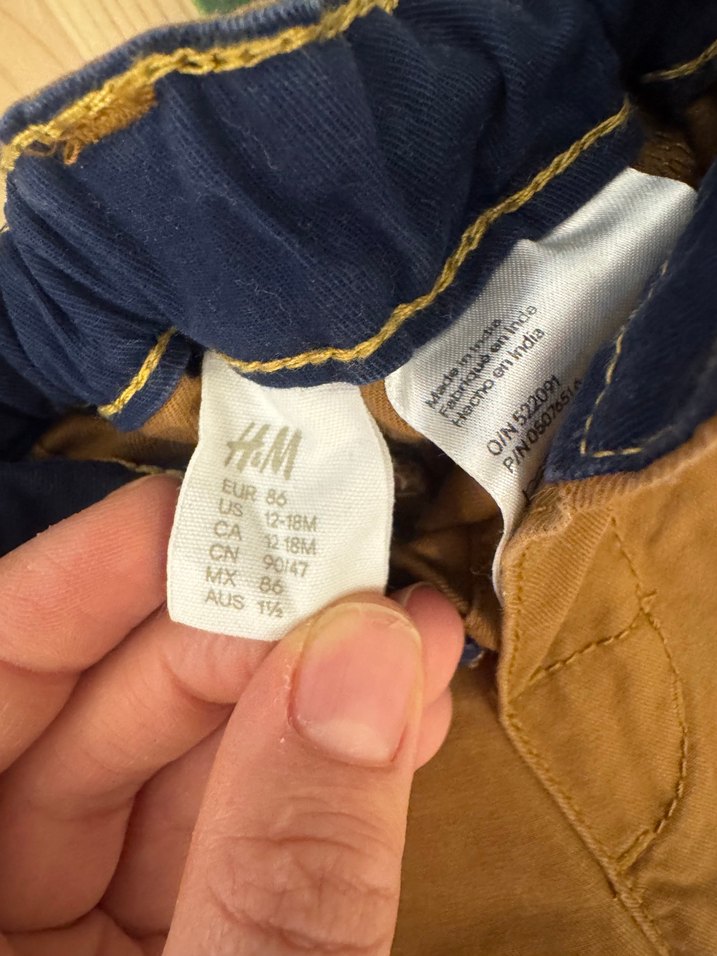 H&M
EUR 86
US 12-18M
CA 12-18M
CN 90/47
MX 86
AUS 1½
Made in India
Fabriqué en Inde
Hecho en India
O/N 522091
P/N